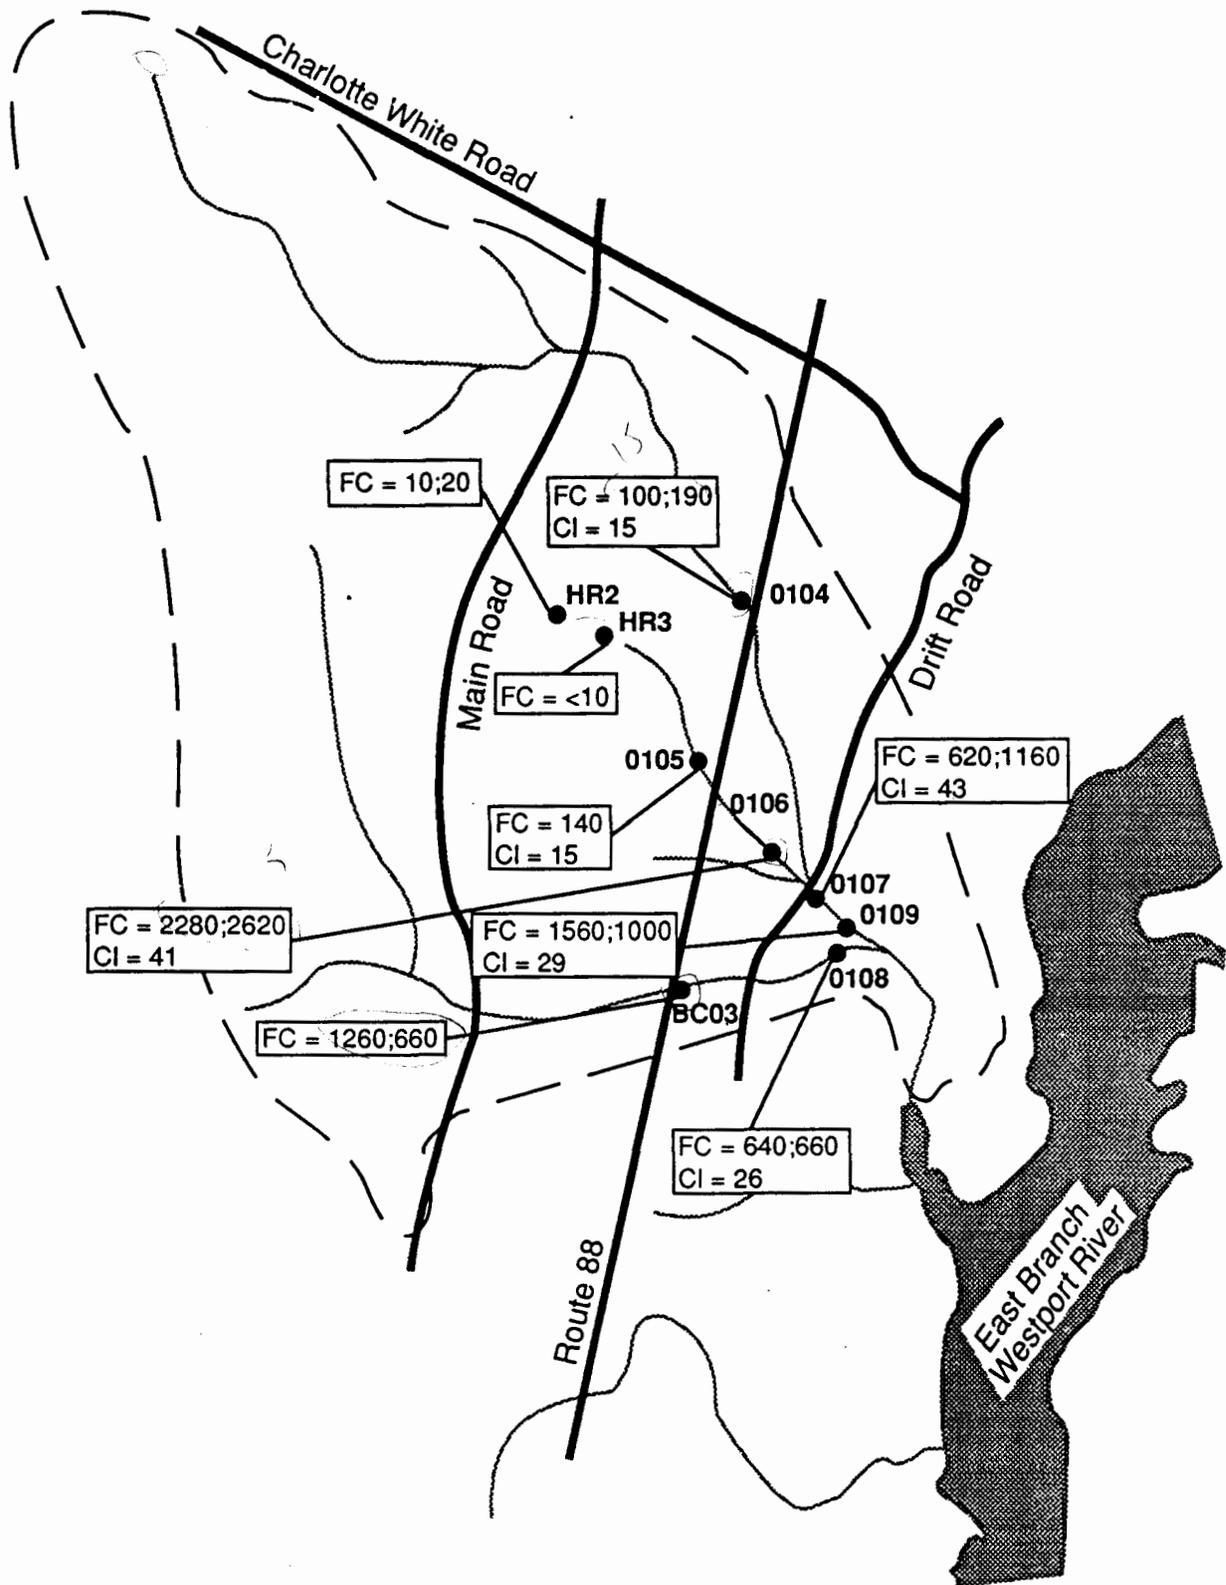 Charlotte White Road
15
FC = 10;20
FC = 100;190
Cl = 15
HR2
0104
HR3
Main Road
Drift Road
FC = <10
0105
FC = 620;1160
Cl = 43
0106
FC = 140
Cl = 15
0107
0109
FC = 2280;2620
Cl = 41
FC = 1560;1000
Cl = 29
0108
BC03
FC = 1260;660
FC = 640;660
Cl = 26
East Branch
Westport River
Route 88